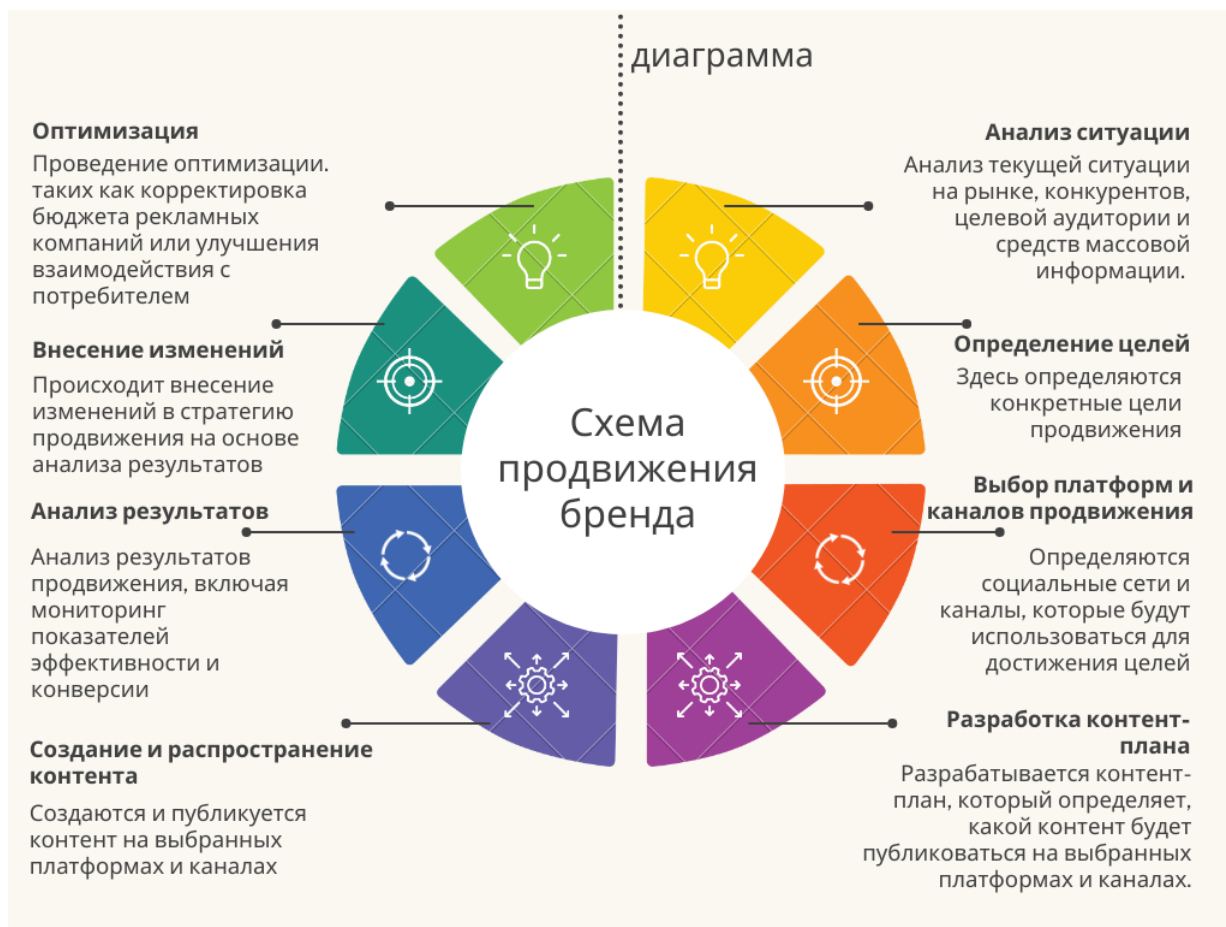 диаграмма
Оптимизация
Проведение оптимизации.
таких как корректировка
бюджета рекламных
компаний или улучшения
взаимодействия с
потребителем
Внесение изменений
Происходит внесение
изменений в стратегию
продвижения на основе
анализа результатов
Анализ результатов
Анализ результатов
продвижения, включая
мониторинг
показателей
эффективности и
конверсии
Создание и распространение
контента
Создаются и публикуется
контент на выбранных
платформах и каналах
Схема
продвижения
бренда
Анализ ситуации
Анализ текущей ситуации
на рынке, конкурентов,
целевой аудитории и
средств массовой
информации.
Определение целей
Здесь определяются
конкретные цели
продвижения
Выбор платформ и
каналов продвижения
Определяются
социальные сети и
каналы, которые будут
использоваться для
достижения целей
Разработка контент-
плана
Разрабатывается контент-
план, который определяет,
какой контент будет
публиковаться на выбранных
платформах и каналах.